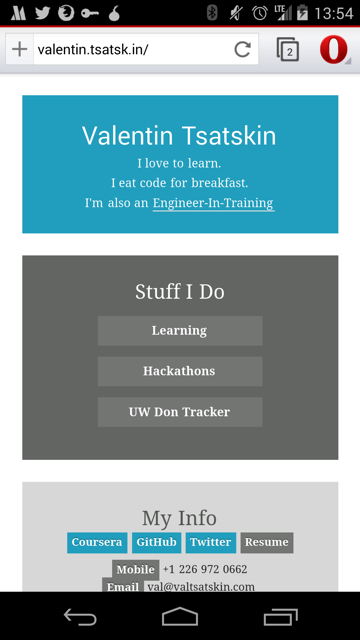 LTE 13:54
valentin.tsatsk.in/ 2
Valentin Tsatskin
I love to learn.
I eat code for breakfast.
I'm also an Engineer-In-Training
Stuff I Do
Learning
Hackathons
UW Don Tracker
My Info
Coursera GitHub Twitter Resume
Mobile +1 226 972 0662
Email val@valtsatskin.com